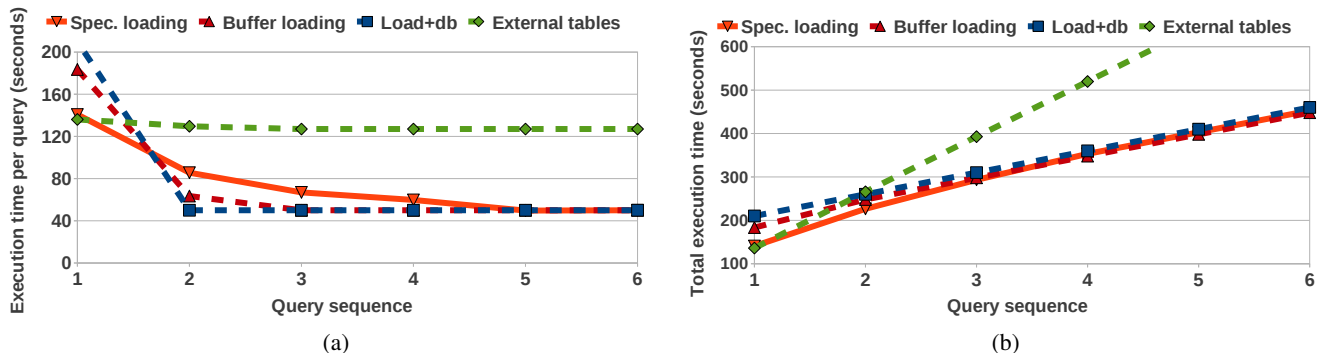 Spec. loading Buffer loading Load+db External tables
Execution time per query (seconds)
200
160
120
80
40
0
1 2 3 4 5 6
Query sequence
(a)
Spec. loading Buffer loading Load+db External tables
Total execution time (seconds)
600
500
400
300
200
100
1 2 3 4 5 6
Query sequence
(b)